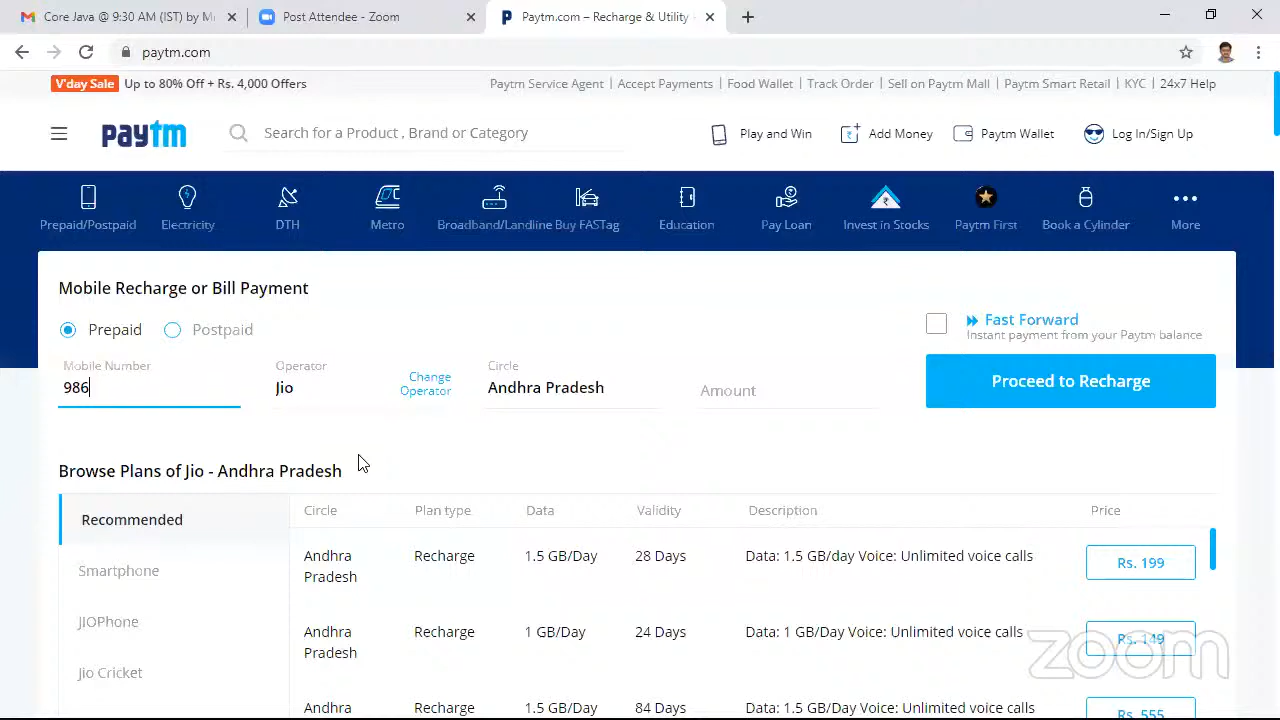 Core Java @ 9:30 AM (IST) by Mr
Post Attendee - Zoom
Paytm.com – Recharge & Utility
paytm.com
V'day Sale Up to 80% Off + Rs. 4,000 Offers
Paytm Service Agent | Accept Payments | Food Wallet | Track Order | Sell on Paytm Mall | Paytm Smart Retail | KYC | 24x7 Help
paytm
Search for a Product , Brand or Category
Play and Win
Add Money
Paytm Wallet
Log In/Sign Up
Prepaid/Postpaid
Electricity
DTH
Metro
Broadband/Landline
Buy FASTag
Education
Pay Loan
Invest in Stocks
Paytm First
Book a Cylinder
More
Mobile Recharge or Bill Payment
Prepaid
Postpaid
Fast Forward
Instant payment from your Paytm balance
Mobile Number
986
Operator
Jio
Change
Operator
Circle
Andhra Pradesh
Amount
Proceed to Recharge
Browse Plans of Jio - Andhra Pradesh
Recommended
Smartphone
JIOPhone
Jio Cricket
Circle Plan type Data Validity Description Price
Andhra Recharge 1.5 GB/Day 28 Days Data: 1.5 GB/day Voice: Unlimited voice calls Rs. 199
Pradesh
Andhra Recharge 1 GB/Day 24 Days Data: 1 GB/Day Voice: Unlimited voice calls Rs. 149
Pradesh
Andhra Recharge 1.5 GB/Day 84 Days Data: 1.5 GB/Day Voice: Unlimited voice calls Rs. 555
zoom